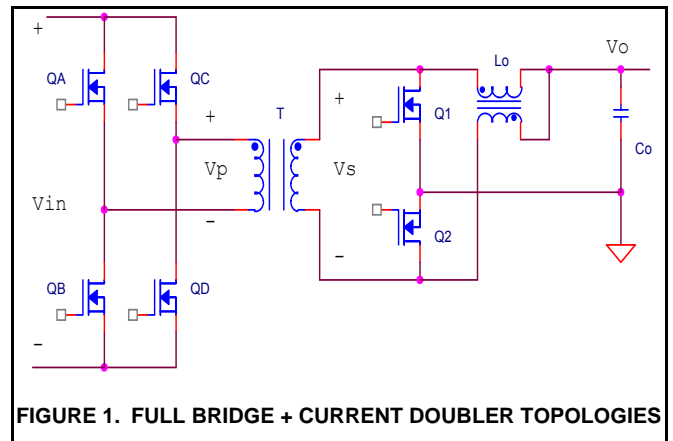 +
QA
QC
Lo
Vo
+
T
+
Q1
Co
Vp
Vs
Vin
−
−
Q2
QB
QD
−
FIGURE 1. FULL BRIDGE + CURRENT DOUBLER TOPOLOGIES